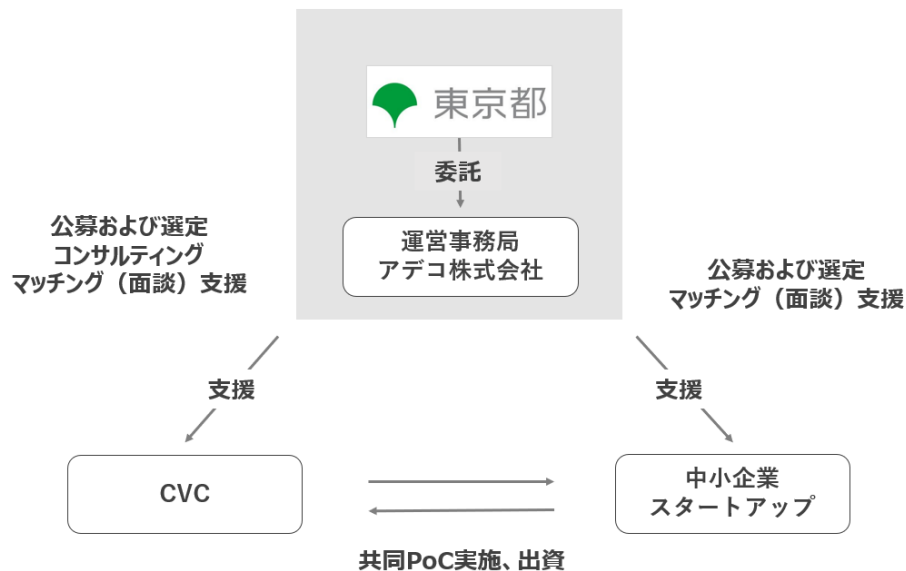 東京都
委託
運営事務局
アデコ株式会社
公募および選定
コンサルティング
マッチング（面談）支援
公募および選定
マッチング（面談）支援
支援
支援
CVC
中小企業
スタートアップ
共同PoC実施、出資